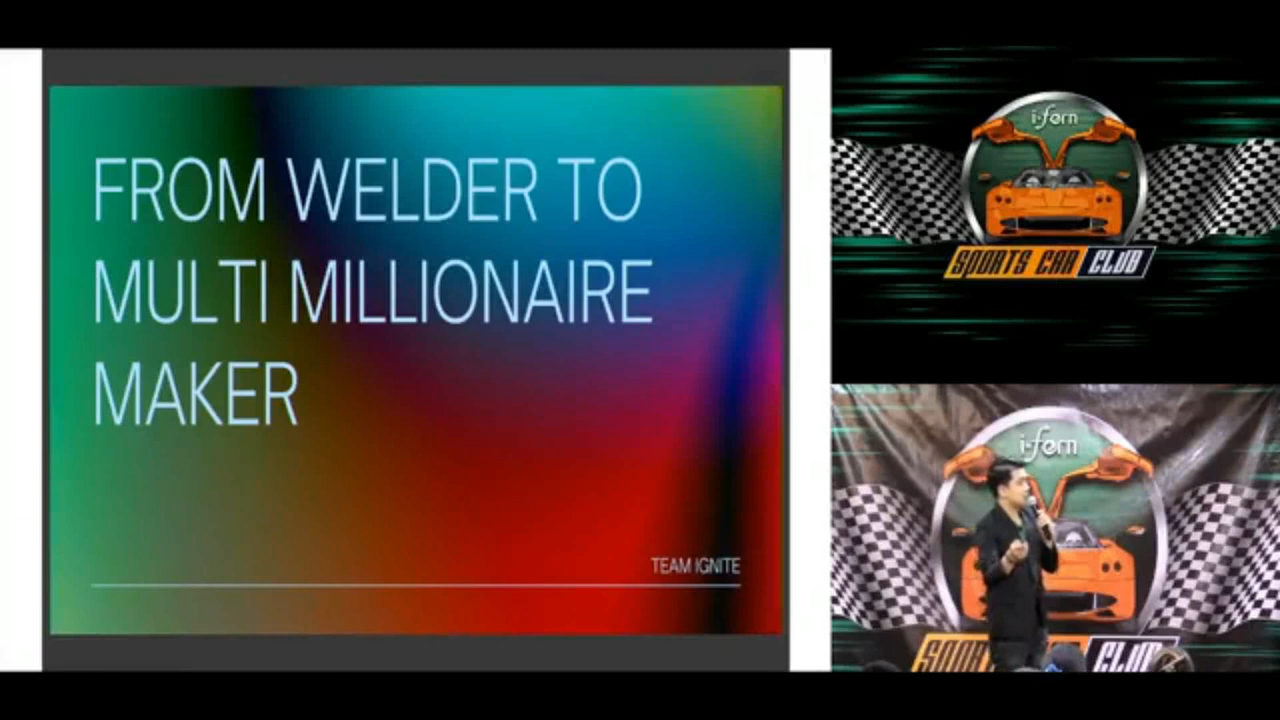 FROM WELDER TO
MULTI MILLIONAIRE
MAKER
TEAM IGNITE
i-fern
SPORTS CAR CLUB
i-fern
CLUB